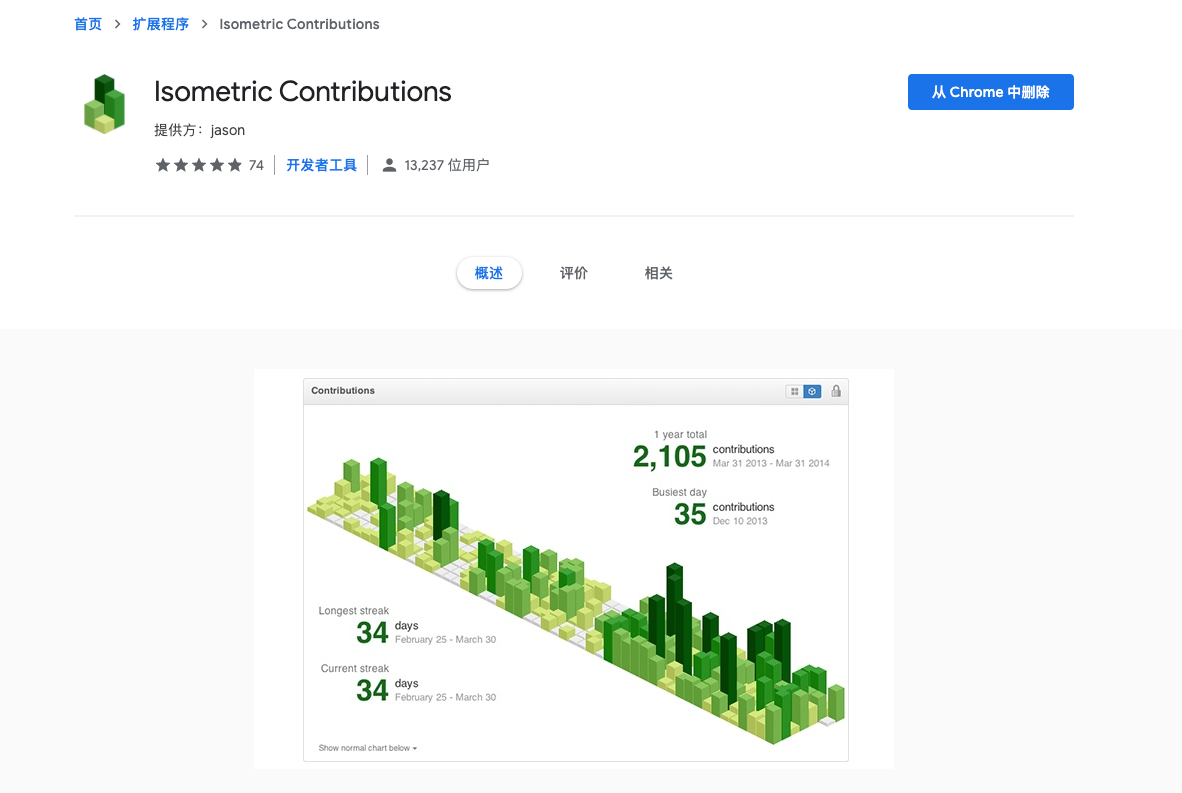 首页 > 扩展程序 > Isometric Contributions
Isometric Contributions
从 Chrome 中删除
提供方：jason
74 开发者工具 13,237 位用户
概述 评价 相关
Contributions
1 year total
2,105 contributions
Mar 31 2013 - Mar 31 2014
Busiest day
35 contributions
Dec 10 2013
Longest streak
34 days
February 25 - March 30
Current streak
34 days
February 25 - March 30
Show normal chart below